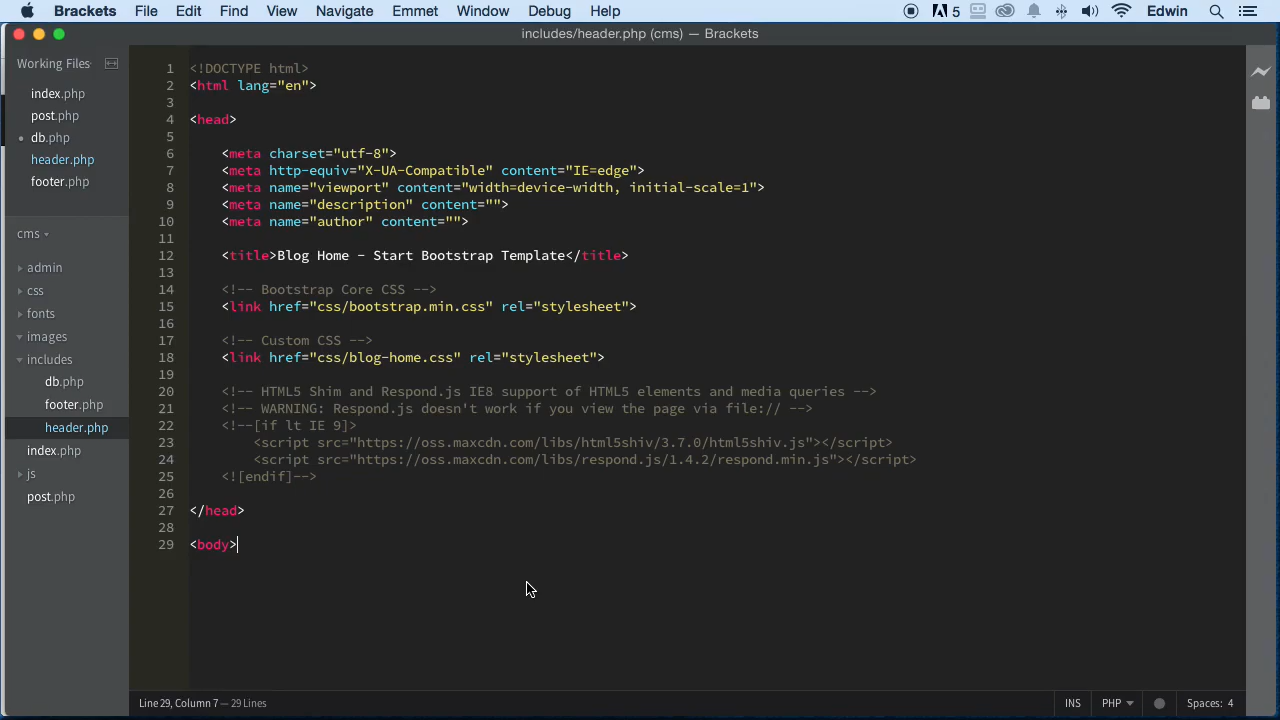 Brackets File Edit Find View Navigate Emmet Window Debug Help 5 Edwin
includes/header.php (cms) — Brackets
Working Files
index.php
post.php
db.php
header.php
footer.php
cms
admin
css
fonts
images
includes
db.php
footer.php
header.php
index.php
js
post.php
1 <!DOCTYPE html>
2 <html lang="en">
3
4 <head>
5
6 <meta charset="utf-8">
7 <meta http-equiv="X-UA-Compatible" content="IE=edge">
8 <meta name="viewport" content="width=device-width, initial-scale=1">
9 <meta name="description" content="">
10 <meta name="author" content="">
11
12 <title>Blog Home - Start Bootstrap Template</title>
13
14 <!-- Bootstrap Core CSS -->
15 <link href="css/bootstrap.min.css" rel="stylesheet">
16
17 <!-- Custom CSS -->
18 <link href="css/blog-home.css" rel="stylesheet">
19
20 <!-- HTML5 Shim and Respond.js IE8 support of HTML5 elements and media queries -->
21 <!-- WARNING: Respond.js doesn't work if you view the page via file:// -->
22 <!--[if lt IE 9]>
23 <script src="https://oss.maxcdn.com/libs/html5shiv/3.7.0/html5shiv.js"></script>
24 <script src="https://oss.maxcdn.com/libs/respond.js/1.4.2/respond.min.js"></script>
25 <![endif]-->
26
27 </head>
28
29 <body>
Line 29, Column 7 — 29 Lines INS PHP Spaces: 4